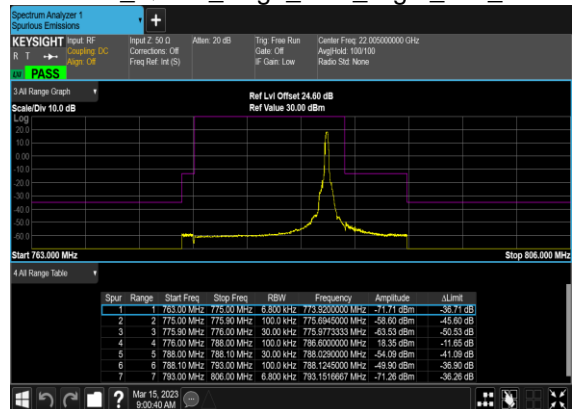 Spectrum Analyzer 1
Spurious Emissions
+
KEYSIGHT Input: RF Input Z: 50 Ω Atten: 20 dB Trig: Free Run Center Freq: 22.005000000 GHz
R T Coupling: DC Corrections: Off Gate: Off Avg|Hold: 100/100
Align: Off Freq Ref: Int (S) IF Gain: Low Radio Std: None
PASS
3 All Range Graph
Ref Lvl Offset 24.60 dB
Scale/Div 10.0 dB Ref Value 30.00 dBm
Log
20.0
10.0
0.00
-10.0
-20.0
-30.0
-40.0
-50.0
-60.0
Start 763.000 MHz Stop 806.000 MHz
4 All Range Table
Spur Range Start Freq Stop Freq RBW Frequency Amplitude ΔLimit
1 1 763.00 MHz 775.00 MHz 6.800 kHz 773.9200000 MHz -71.71 dBm -36.71 dB
2 2 775.00 MHz 775.90 MHz 100.0 kHz 775.6945000 MHz -58.60 dBm -45.60 dB
3 3 775.90 MHz 776.00 MHz 30.00 kHz 775.9773333 MHz -63.53 dBm -50.53 dB
4 4 776.00 MHz 788.00 MHz 100.0 kHz 786.6000000 MHz 18.35 dBm -11.65 dB
5 5 788.00 MHz 788.10 MHz 30.00 kHz 788.0290000 MHz -54.09 dBm -41.09 dB
6 6 788.10 MHz 793.00 MHz 100.0 kHz 788.1245000 MHz -49.90 dBm -36.90 dB
7 7 793.00 MHz 806.00 MHz 6.800 kHz 793.1516667 MHz -71.26 dBm -36.26 dB
? Mar 15, 2023
9:00:40 AM